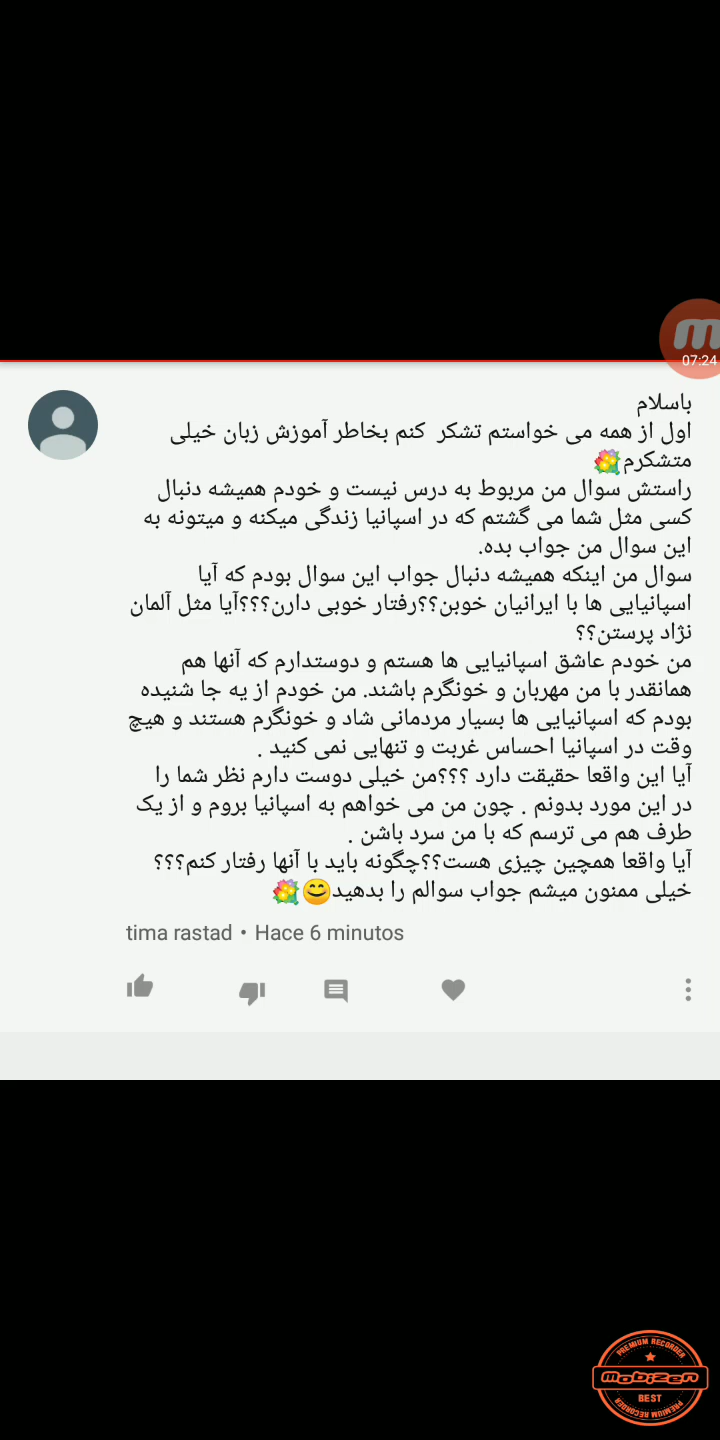 07:24
باسلام
اول از همه می خواستم تشکر کنم بخاطر آموزش زبان خیلی
متشکرم💐
راستش سوال من مربوط به درس نیست و خودم همیشه دنبال
کسی مثل شما می گشتم که در اسپانیا زندگی میکنه و میتونه به
این سوال من جواب بده.
سوال من اینکه همیشه دنبال جواب این سوال بودم که آیا
اسپانیایی ها با ایرانیان خوبن؟؟رفتار خوبی دارن؟؟؟آیا مثل آلمان
نژاد پرستن؟؟
من خودم عاشق اسپانیایی ها هستم و دوستدارم که آنها هم
همانقدر با من مهربان و خونگرم باشند. من خودم از یه جا شنیده
بودم که اسپانیایی ها بسیار مردمانی شاد و خونگرم هستند و هیچ
وقت در اسپانیا احساس غربت و تنهایی نمی کنید .
آیا این واقعا حقیقت دارد ؟؟؟من خیلی دوست دارم نظر شما را
در این مورد بدونم . چون من می خواهم به اسپانیا بروم و از یک
طرف هم می ترسم که با من سرد باشن .
آیا واقعا همچین چیزی هست؟؟چگونه باید با آنها رفتار کنم؟؟؟
خیلی ممنون میشم جواب سوالم را بدهید😊💐
tima rastad • Hace 6 minutos
PREMIUM RECORDER
Mobizen
BEST
PREMIUM RECORDER